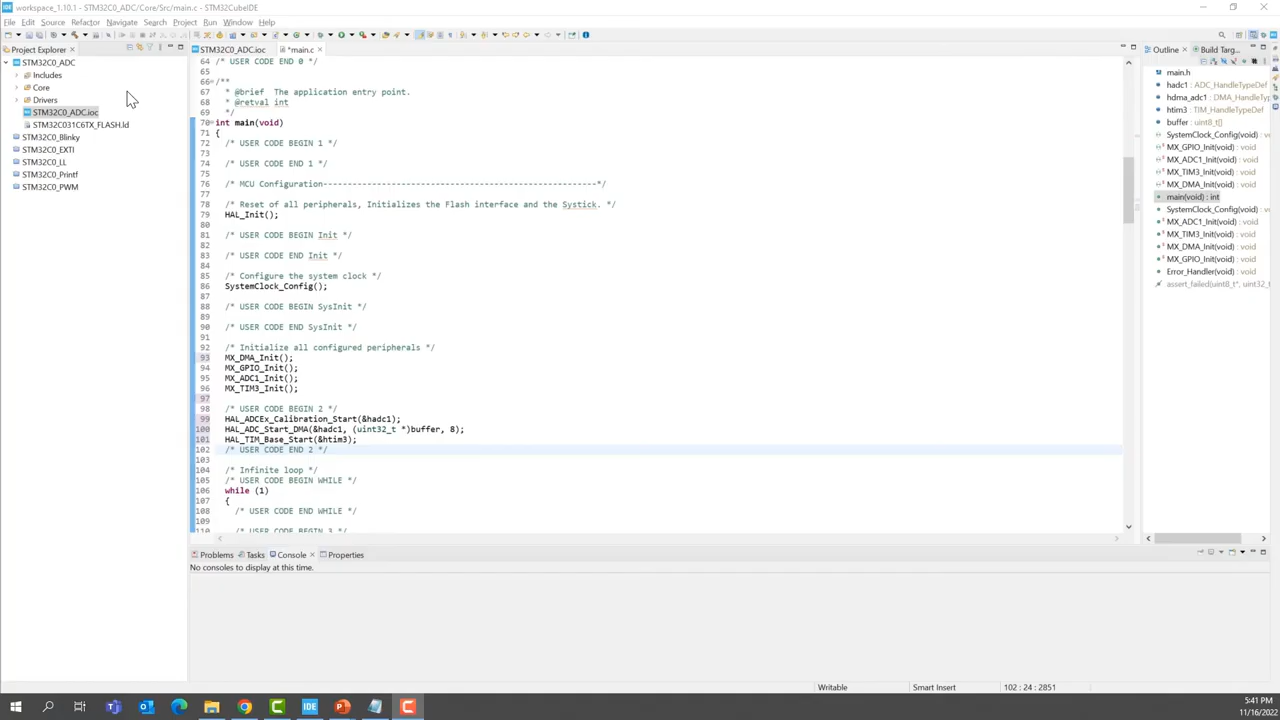 workspace_1.10.1 - STM32C0_ADC/Core/Src/main.c - STM32CubeIDE
File Edit Source Refactor Navigate Search Project Run Window Help
Project Explorer
STM32C0_ADC
Includes
Core
Drivers
STM32C0_ADC.ioc
STM32C031C6TX_FLASH.ld
STM32C0_Blinky
STM32C0_EXTI
STM32C0_LL
STM32C0_Printf
STM32C0_PWM
STM32C0_ADC.ioc *main.c
64 /* USER CODE END 0 */
65
66 /**
67 * @brief The application entry point.
68 * @retval int
69 */
70 int main(void)
71 {
72 /* USER CODE BEGIN 1 */
73
74 /* USER CODE END 1 */
75
76 /* MCU Configuration--------------------------------------------------------*/
77
78 /* Reset of all peripherals, Initializes the Flash interface and the Systick. */
79 HAL_Init();
80
81 /* USER CODE BEGIN Init */
82
83 /* USER CODE END Init */
84
85 /* Configure the system clock */
86 SystemClock_Config();
87
88 /* USER CODE BEGIN SysInit */
89
90 /* USER CODE END SysInit */
91
92 /* Initialize all configured peripherals */
93 MX_DMA_Init();
94 MX_GPIO_Init();
95 MX_ADC1_Init();
96 MX_TIM3_Init();
97
98 /* USER CODE BEGIN 2 */
99 HAL_ADCEx_Calibration_Start(&hadc1);
100 HAL_ADC_Start_DMA(&hadc1, (uint32_t *)buffer, 8);
101 HAL_TIM_Base_Start(&htim3);
102 /* USER CODE END 2 */
103
104 /* Infinite loop */
105 /* USER CODE BEGIN WHILE */
106 while (1)
107 {
108 /* USER CODE END WHILE */
109
110 /* USER CODE BEGIN 3 */
Outline Build Targ...
main.h
hadc1 : ADC_HandleTypeDef
hdma_adc1 : DMA_HandleTy
htim3 : TIM_HandleTypeDef
buffer : uint8_t[]
SystemClock_Config(void) :
MX_GPIO_Init(void) : void
MX_ADC1_Init(void) : void
MX_TIM3_Init(void) : void
MX_DMA_Init(void) : void
main(void) : int
SystemClock_Config(void) :
MX_ADC1_Init(void) : void
MX_TIM3_Init(void) : void
MX_DMA_Init(void) : void
MX_GPIO_Init(void) : void
Error_Handler(void) : void
assert_failed(uint8_t*, uint32_t
Problems Tasks Console Properties
No consoles to display at this time.
Writable Smart Insert 102 : 24 : 2851
5:41 PM
11/16/2022